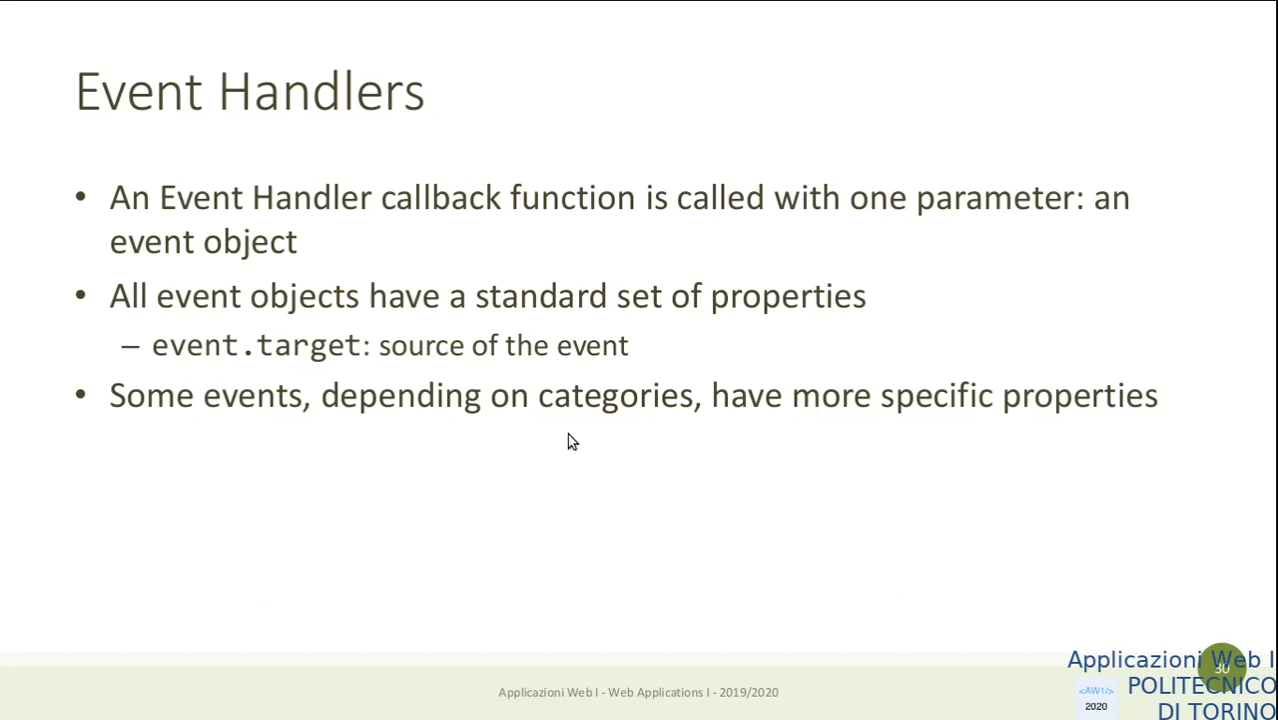 Event Handlers
• An Event Handler callback function is called with one parameter: an
event object
• All event objects have a standard set of properties
– event.target: source of the event
• Some events, depending on categories, have more specific properties
Applicazioni Web I - Web Applications I - 2019/2020
30
Applicazioni Web I
POLITECNICO
DI TORINO
<AW1/>
2020